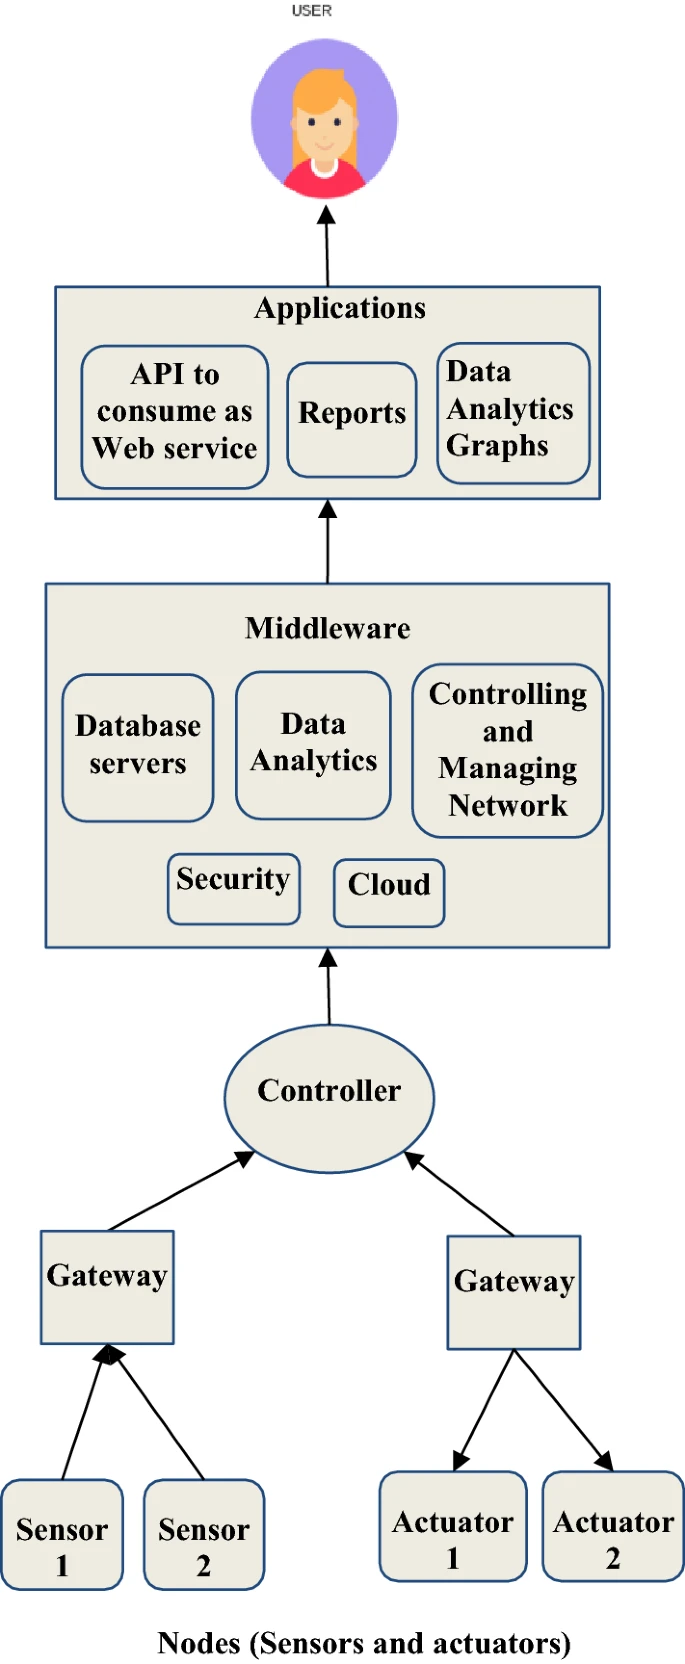 USER
Applications
API to
consume as
Web service
Reports
Data
Analytics
Graphs
Middleware
Database
servers
Data
Analytics
Controlling
and
Managing
Network
Security
Cloud
Controller
Gateway
Gateway
Sensor
1
Sensor
2
Actuator
1
Actuator
2
Nodes (Sensors and actuators)